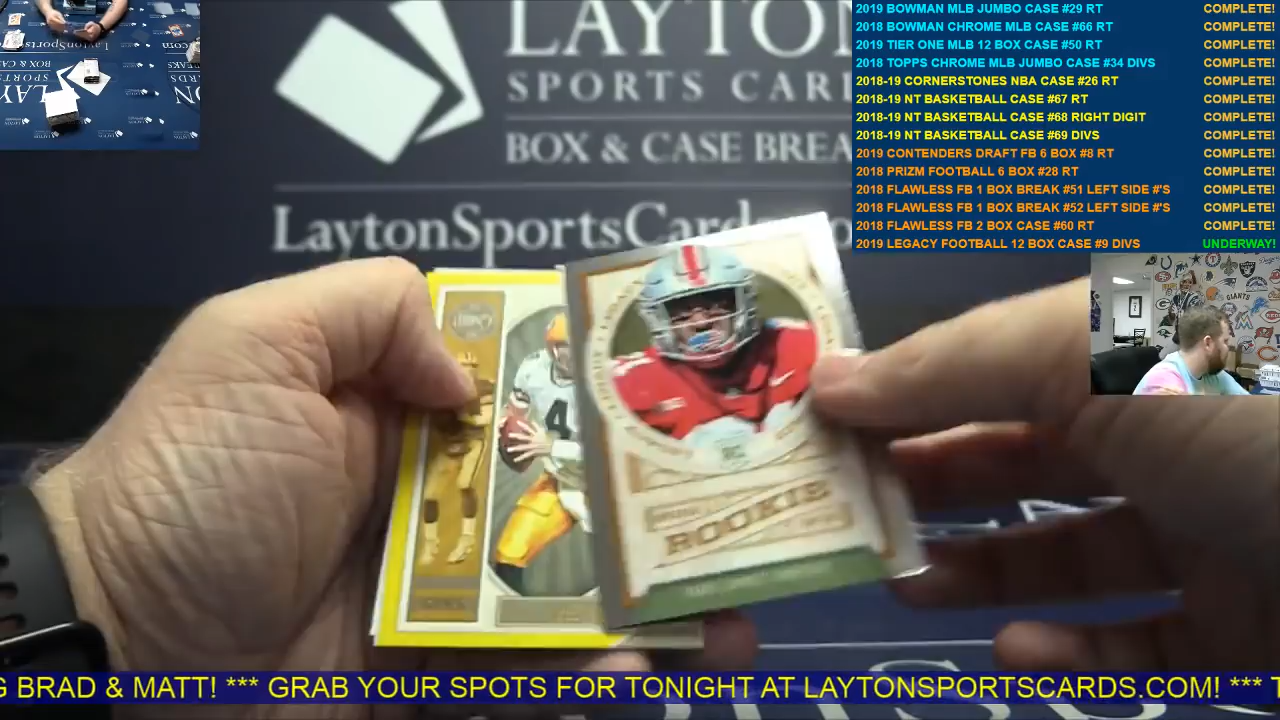 LAYTON
SPORTS CARD
BOX & CASE BREA
LaytonSportsCards.com
2019 BOWMAN MLB JUMBO CASE #29 RT COMPLETE!
2018 BOWMAN CHROME MLB CASE #66 RT COMPLETE!
2019 TIER ONE MLB 12 BOX CASE #50 RT COMPLETE!
2018 TOPPS CHROME MLB JUMBO CASE #34 DIVS COMPLETE!
2018-19 CORNERSTONES NBA CASE #26 RT COMPLETE!
2018-19 NT BASKETBALL CASE #67 RT COMPLETE!
2018-19 NT BASKETBALL CASE #68 RIGHT DIGIT COMPLETE!
2018-19 NT BASKETBALL CASE #69 DIVS COMPLETE!
2019 CONTENDERS DRAFT FB 6 BOX #8 RT COMPLETE!
2018 PRIZM FOOTBALL 6 BOX #28 RT COMPLETE!
2018 FLAWLESS FB 1 BOX BREAK #51 LEFT SIDE #'S COMPLETE!
2018 FLAWLESS FB 1 BOX BREAK #52 LEFT SIDE #'S COMPLETE!
2018 FLAWLESS FB 2 BOX CASE #60 RT COMPLETE!
2019 LEGACY FOOTBALL 12 BOX CASE #9 DIVS UNDERWAY!
GIANTS
4
ROOKIE
G BRAD & MATT! *** GRAB YOUR SPOTS FOR TONIGHT AT LAYTONSPORTSCARDS.COM! *** T